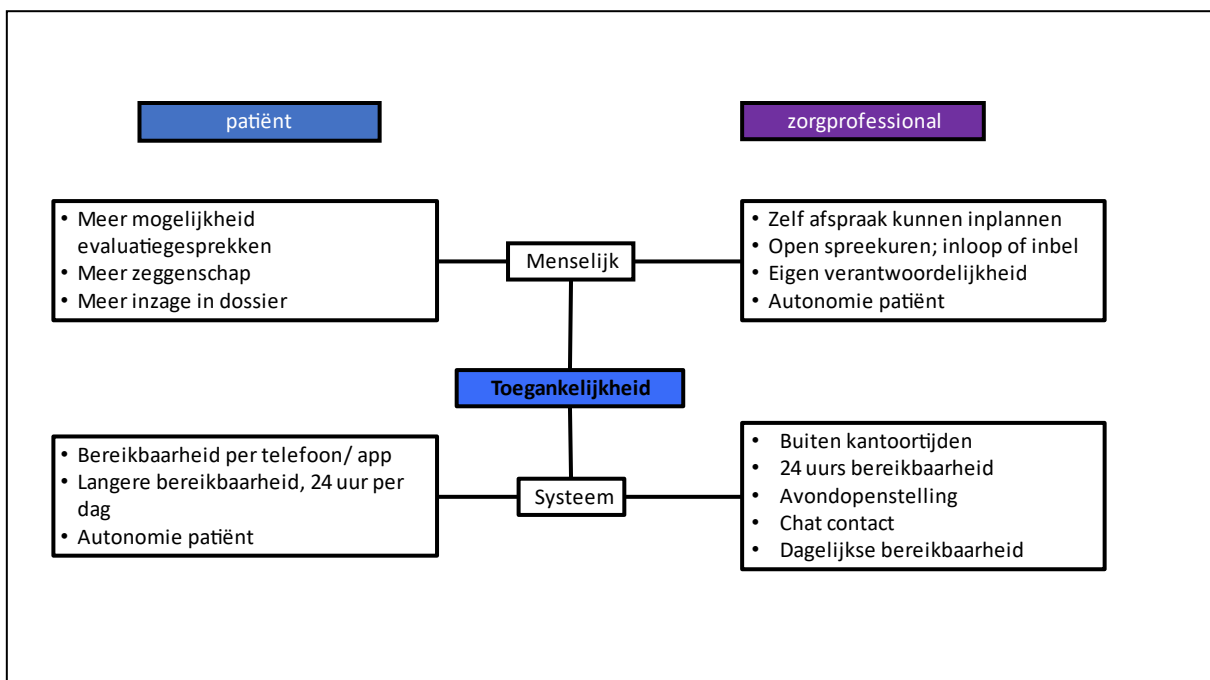 patiënt
zorgprofessional
• Meer mogelijkheid
evaluatiegesprekken
• Meer zeggenschap
• Meer inzage in dossier
Menselijk
• Zelf afspraak kunnen inplannen
• Open spreekuren; inloop of inbel
• Eigen verantwoordelijkheid
• Autonomie patiënt
Toegankelijkheid
• Bereikbaarheid per telefoon/ app
• Langere bereikbaarheid, 24 uur per
dag
• Autonomie patiënt
Systeem
• Buiten kantoortijden
• 24 uurs bereikbaarheid
• Avondopenstelling
• Chat contact
• Dagelijkse bereikbaarheid